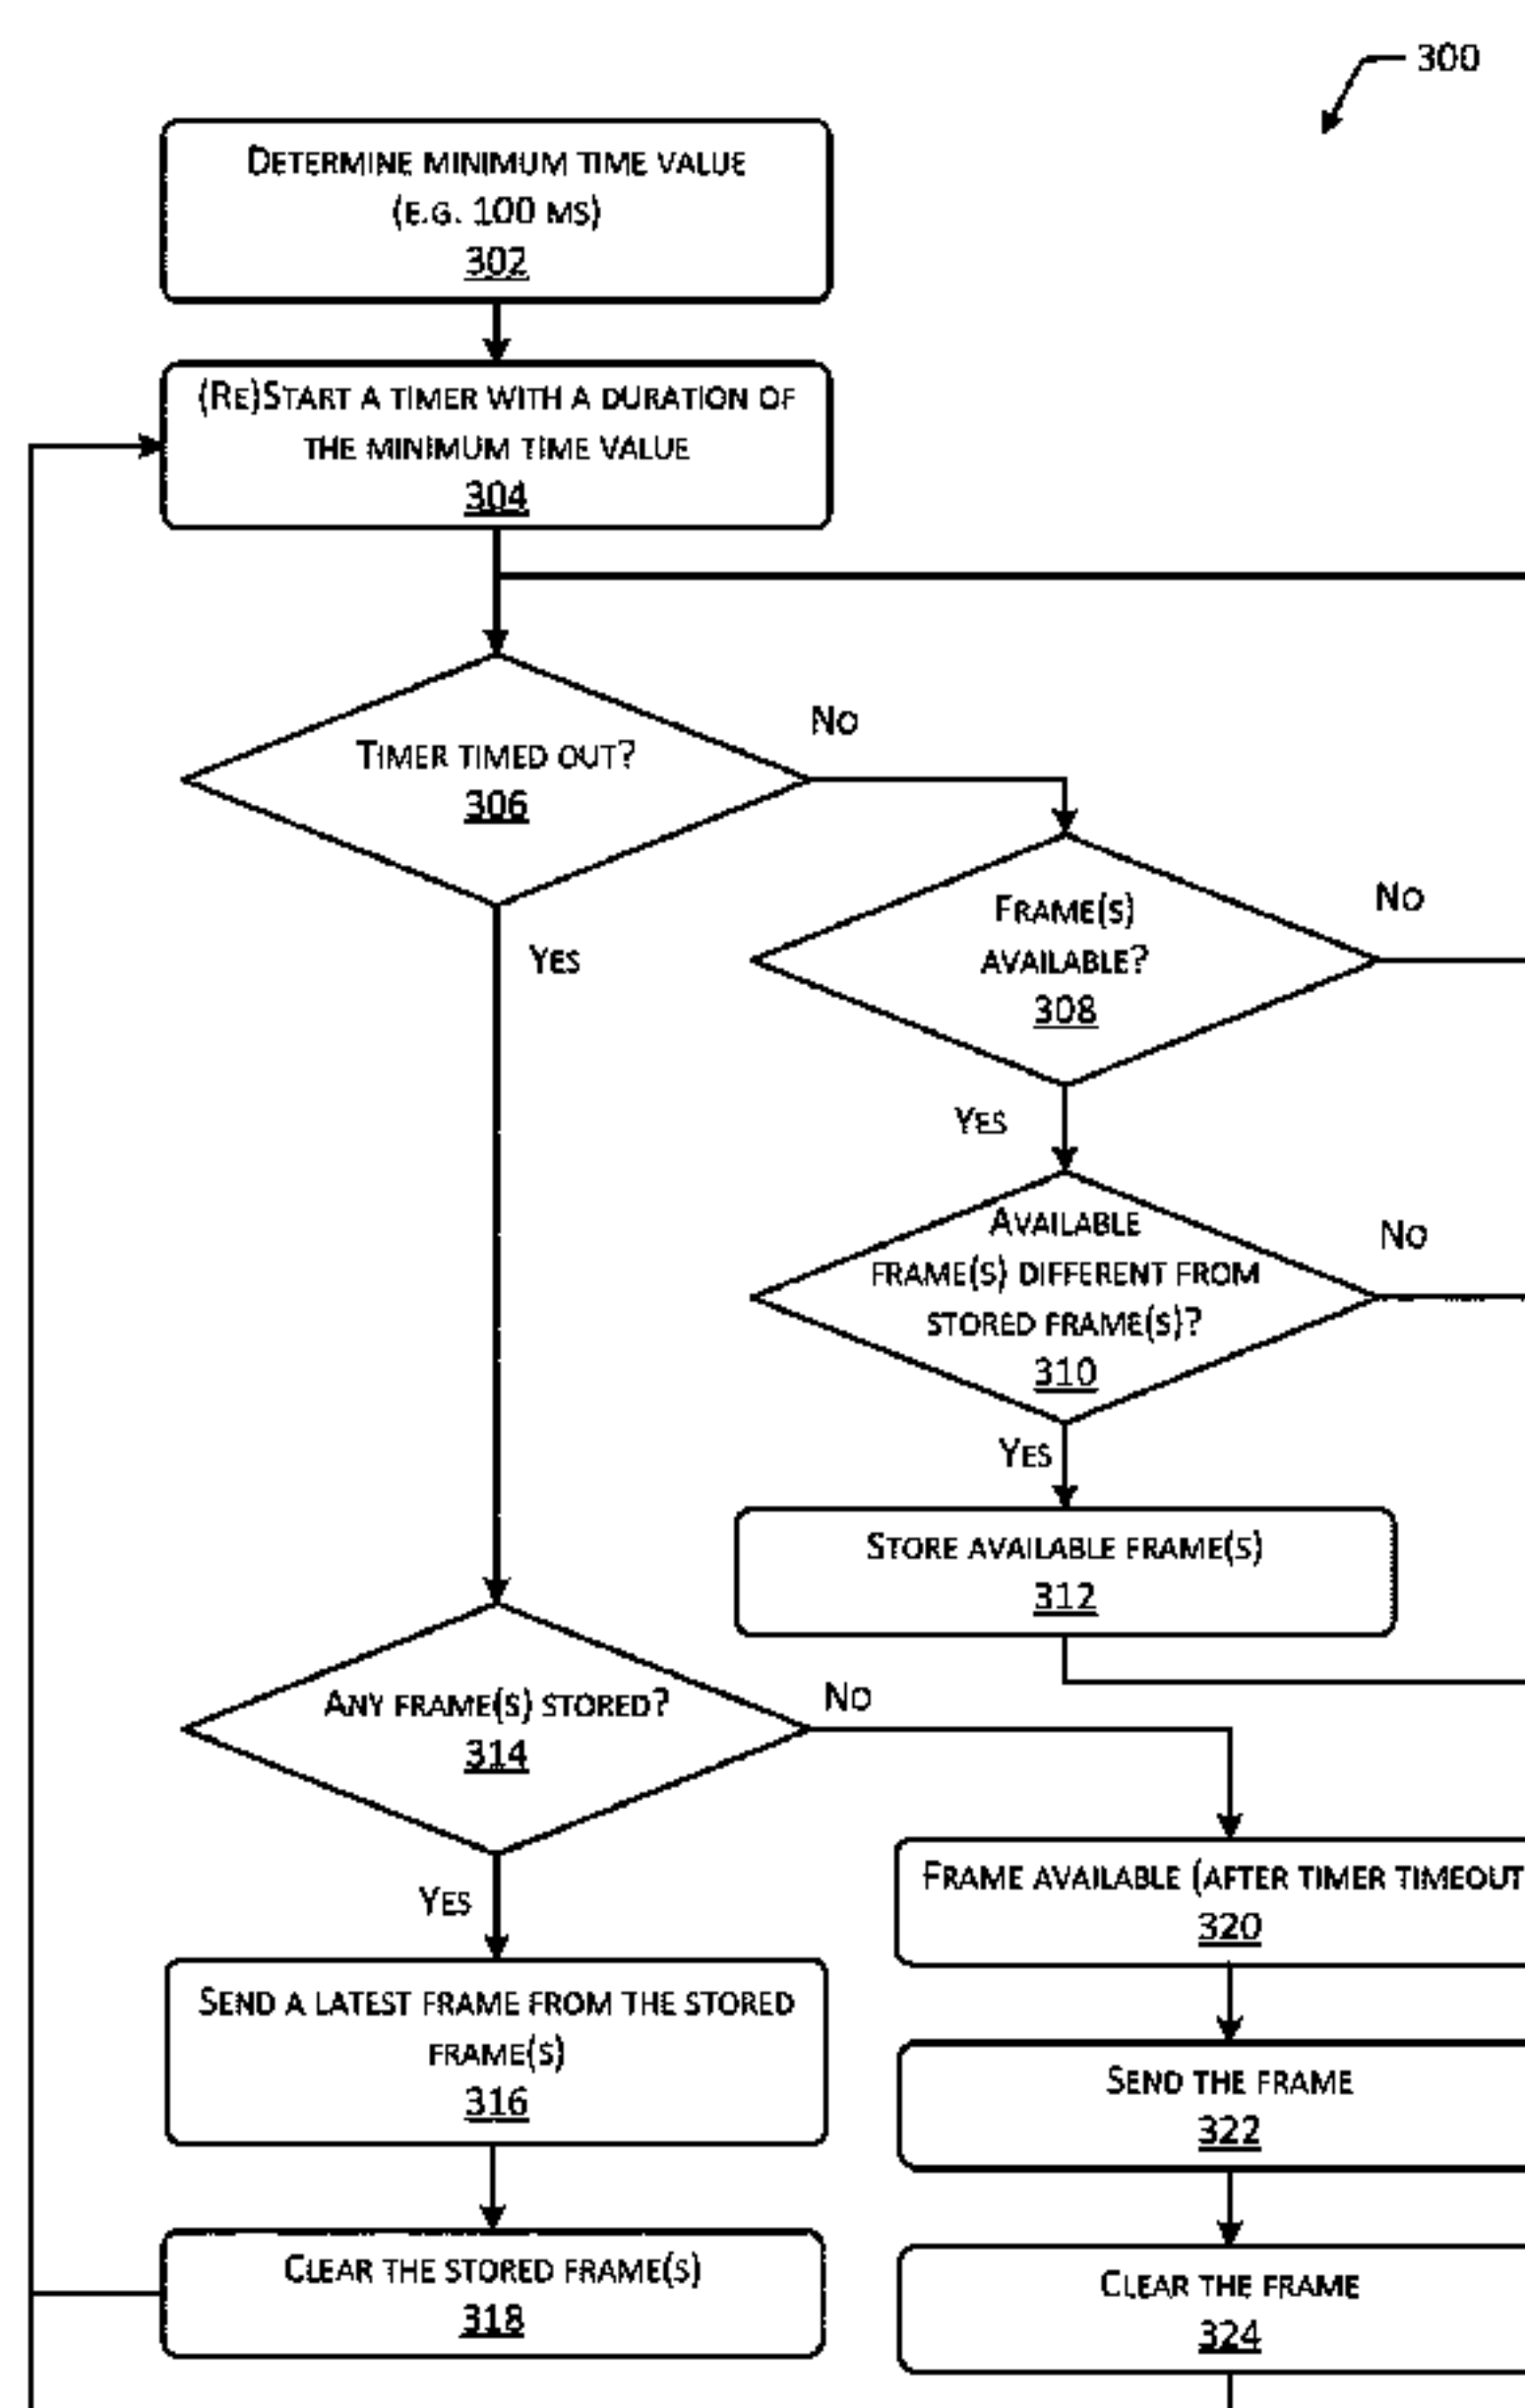 300
Determine minimum time value
(e.g. 100 ms)
302
(Re)Start a timer with a duration of
the minimum time value
304
Timer timed out?
306
No
Yes
Frame(s)
available?
308
No
Yes
Available
frame(s) different from
stored frame(s)?
310
No
Yes
Store available frame(s)
312
Any frame(s) stored?
314
No
Yes
Frame available (after timer timeout
320
Send a latest frame from the stored
frame(s)
316
Send the frame
322
Clear the stored frame(s)
318
Clear the frame
324